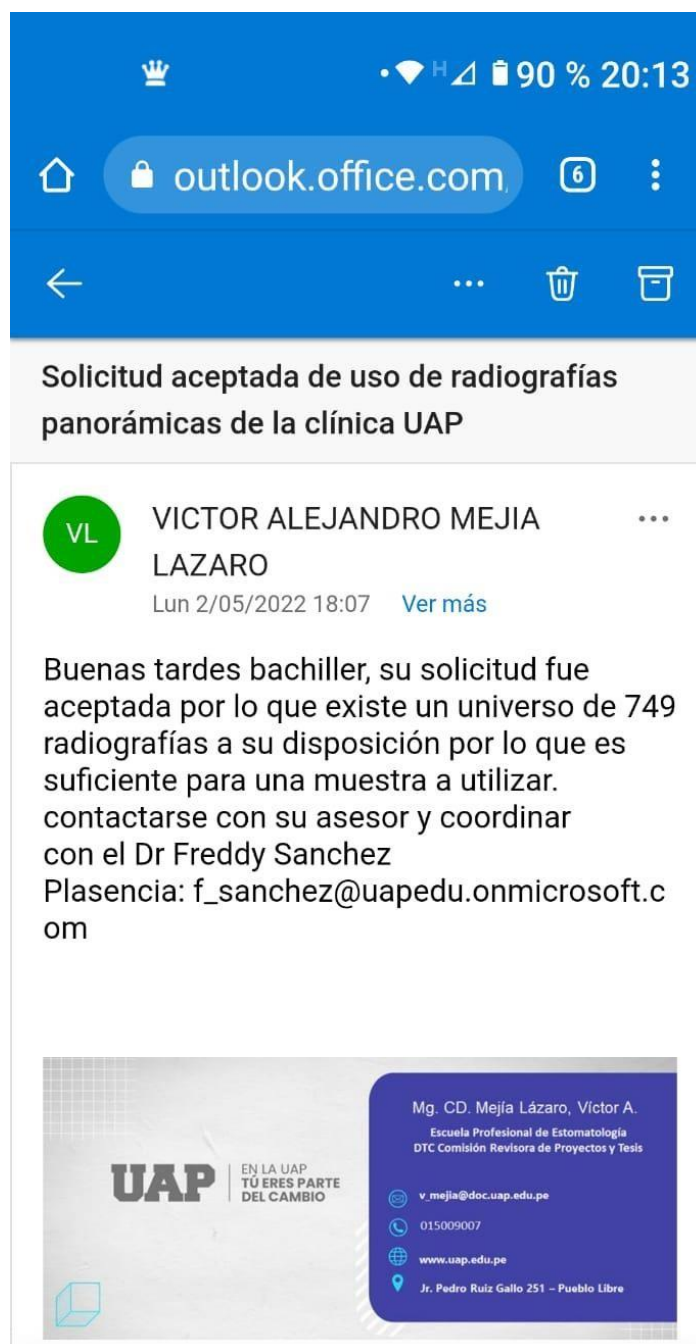 H 90 % 20:13
outlook.office.com 6
Solicitud aceptada de uso de radiografías
panorámicas de la clínica UAP
VL
VICTOR ALEJANDRO MEJIA
LAZARO
Lun 2/05/2022 18:07 Ver más
Buenas tardes bachiller, su solicitud fue
aceptada por lo que existe un universo de 749
radiografías a su disposición por lo que es
suficiente para una muestra a utilizar.
contactarse con su asesor y coordinar
con el Dr Freddy Sanchez
Plasencia: f_sanchez@uapedu.onmicrosoft.c
om
UAP
EN LA UAP
TÚ ERES PARTE
DEL CAMBIO
Mg. CD. Mejía Lázaro, Víctor A.
Escuela Profesional de Estomatología
DTC Comisión Revisora de Proyectos y Tesis
v_mejia@doc.uap.edu.pe
015009007
www.uap.edu.pe
Jr. Pedro Ruiz Gallo 251 – Pueblo Libre